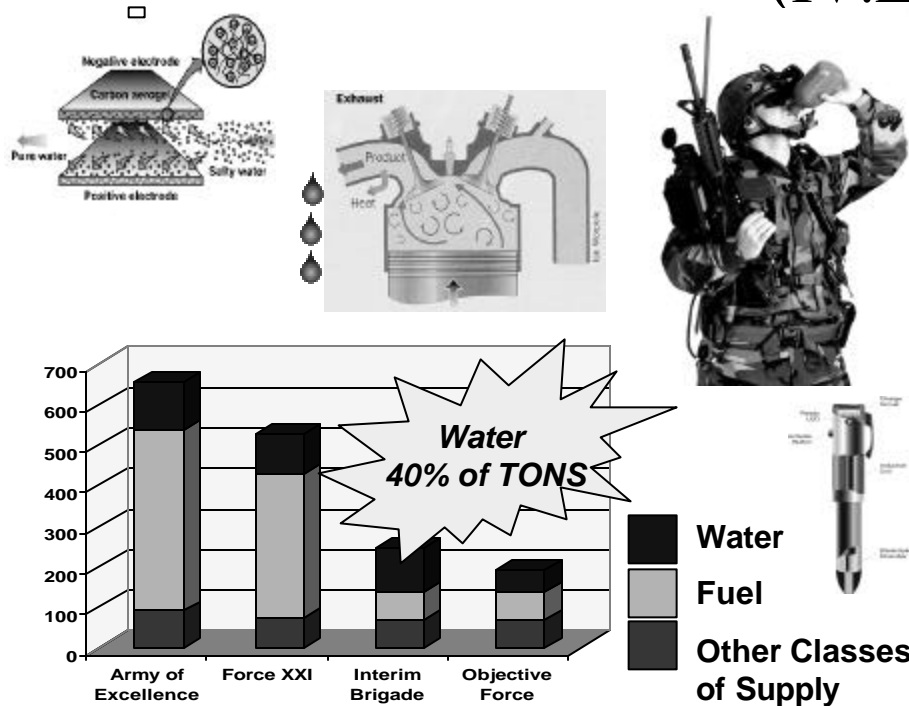 Negative electrode
Carbon aerogel
Pure water
Salty water
Positive electrode
Exhaust
Product
Heat
Water
40% of TONS
700
600
500
400
300
200
100
0
Army of
Excellence
Force XXI
Interim
Brigade
Objective
Force
Water
Fuel
Other Classes
of Supply